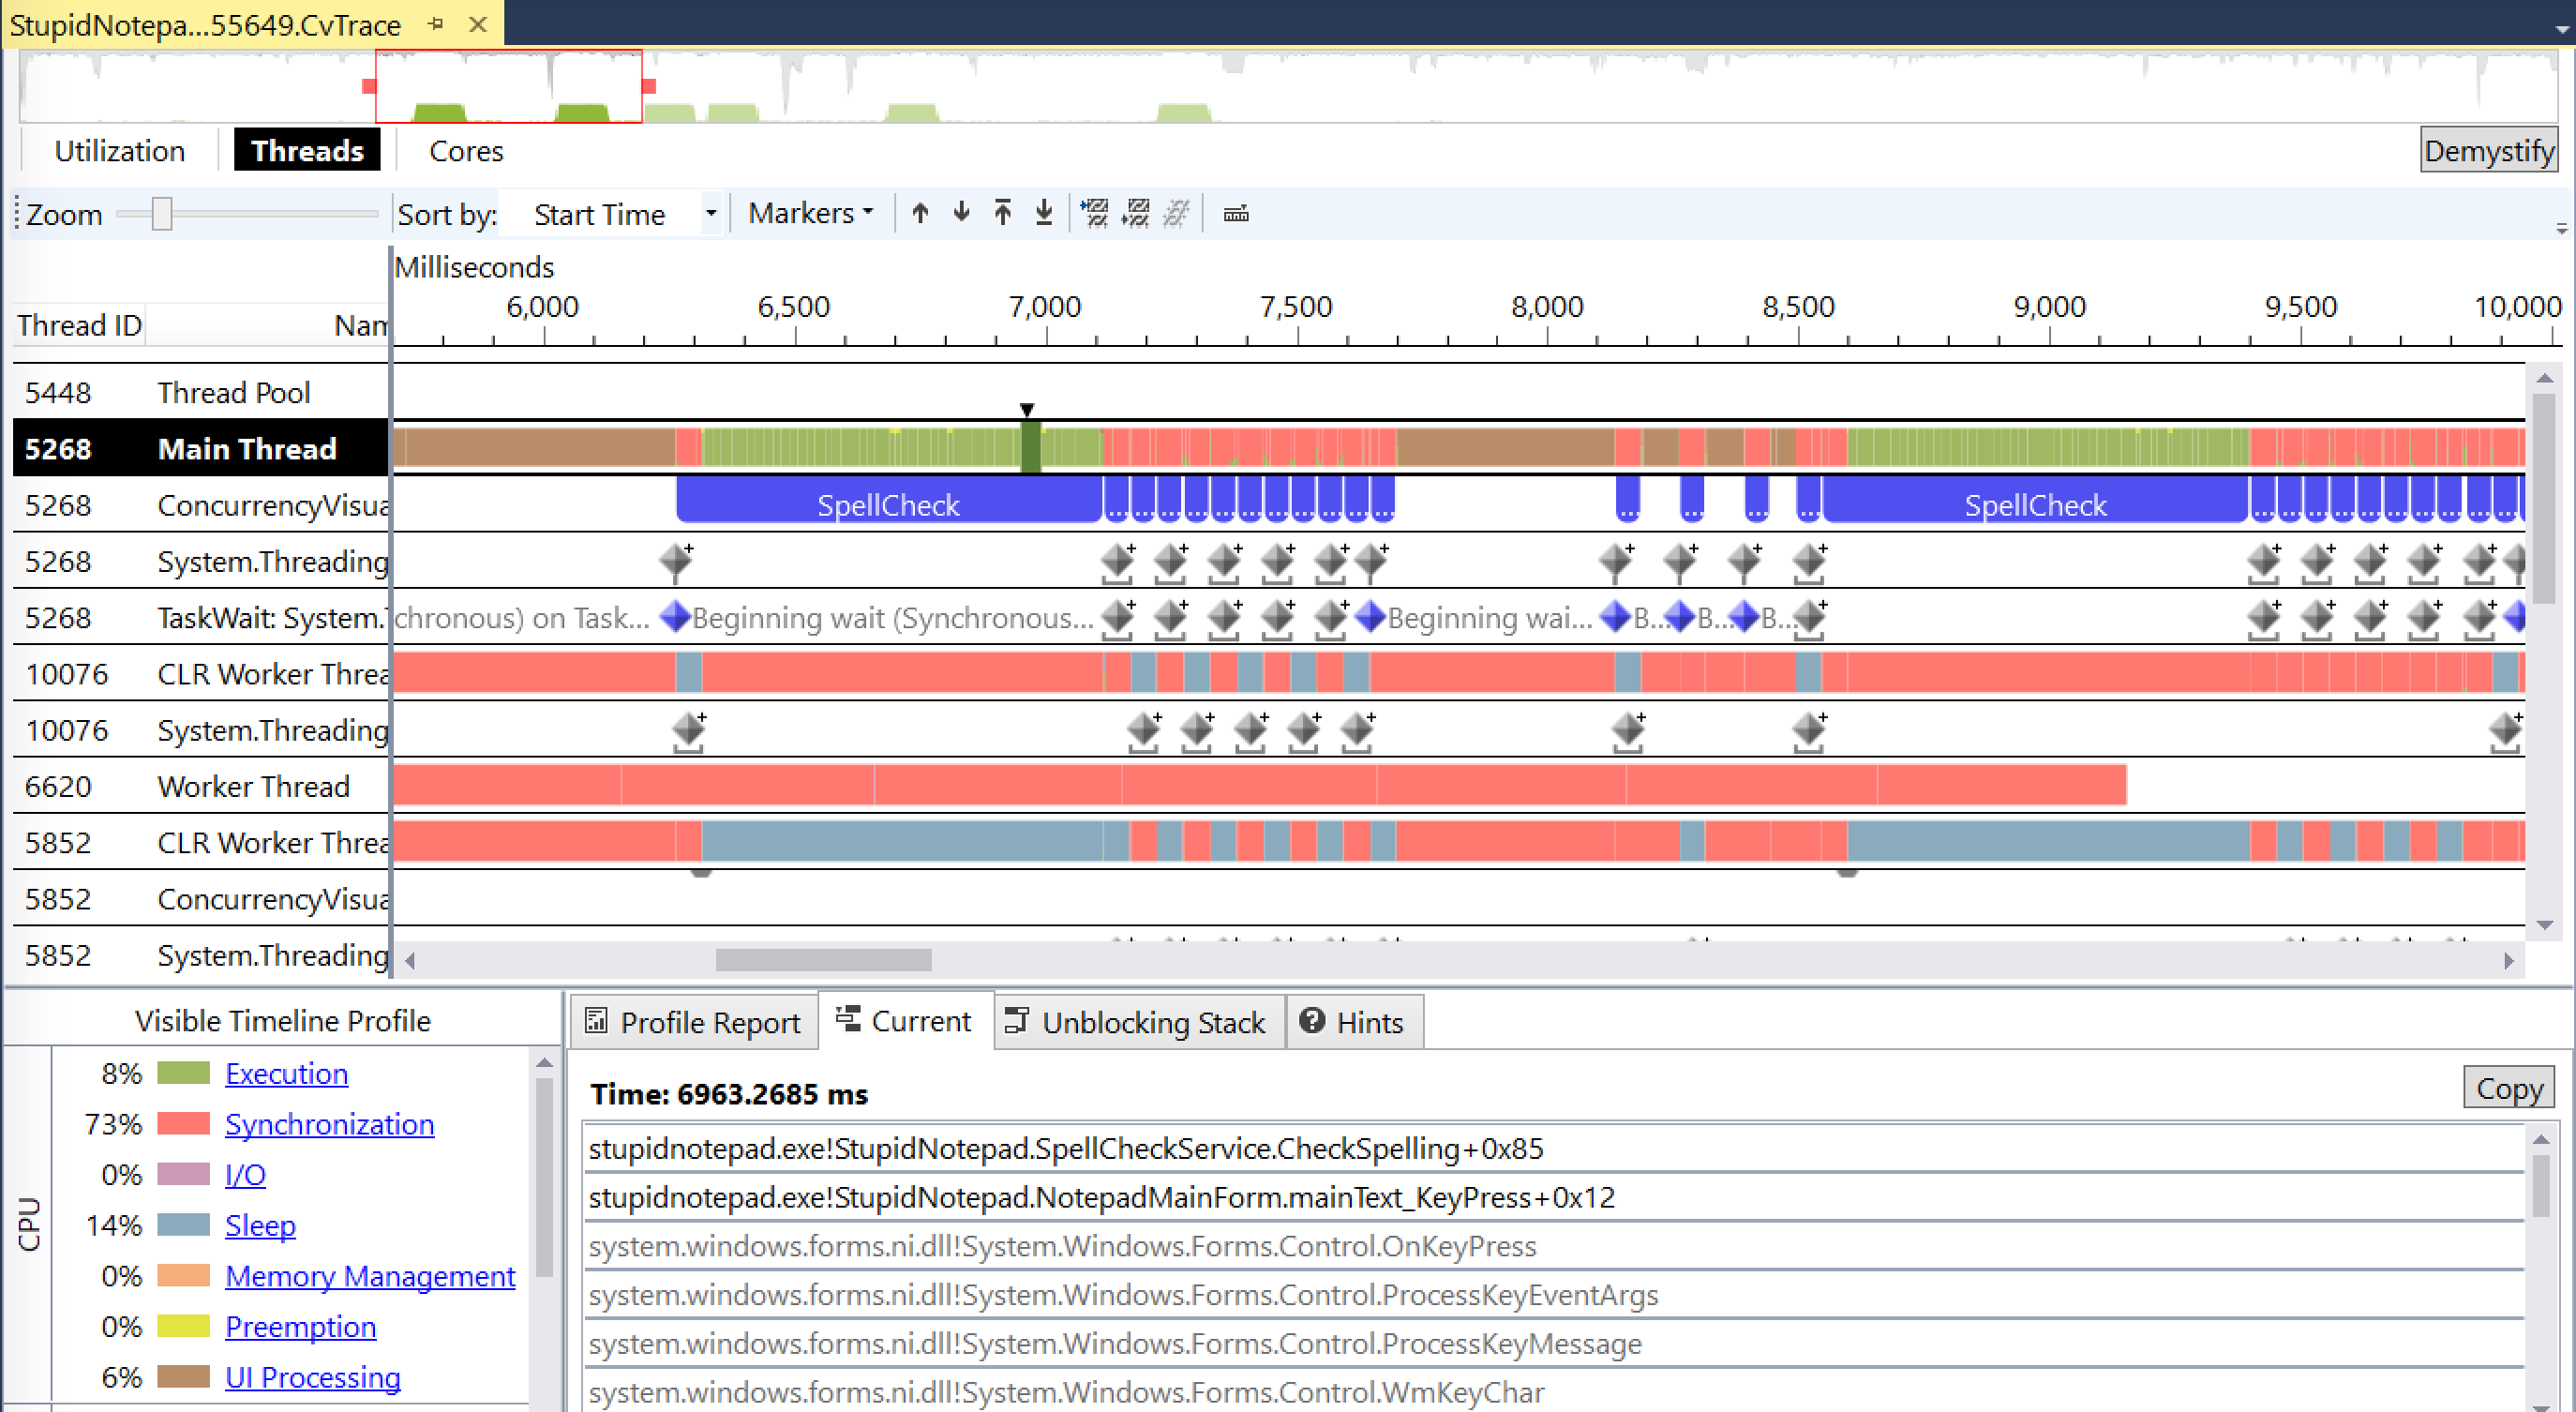 StupidNotepa...55649.CvTrace
Utilization Threads Cores Demystify
Zoom Sort by: Start Time Markers
Milliseconds
6,000 6,500 7,000 7,500 8,000 8,500 9,000 9,500 10,000
Thread ID Nam
5448 Thread Pool
5268 Main Thread
5268 ConcurrencyVisua SpellCheck ... ... ... ... ... ... ... ... ... ... ... ... ... ... ... SpellCheck ... ... ... ... ... ... ... ... ... ...
5268 System.Threading
5268 TaskWait: System.T chronous) on Task... Beginning wait (Synchronous... Beginning wai... B... B... B...
10076 CLR Worker Threa
10076 System.Threading
6620 Worker Thread
5852 CLR Worker Threa
5852 ConcurrencyVisua
5852 System.Threading
Visible Timeline Profile
CPU
8% Execution
73% Synchronization
0% I/O
14% Sleep
0% Memory Management
0% Preemption
6% UI Processing
Profile Report Current Unblocking Stack Hints
Time: 6963.2685 ms Copy
stupidnotepad.exe!StupidNotepad.SpellCheckService.CheckSpelling+0x85
stupidnotepad.exe!StupidNotepad.NotepadMainForm.mainText_KeyPress+0x12
system.windows.forms.ni.dll!System.Windows.Forms.Control.OnKeyPress
system.windows.forms.ni.dll!System.Windows.Forms.Control.ProcessKeyEventArgs
system.windows.forms.ni.dll!System.Windows.Forms.Control.ProcessKeyMessage
system.windows.forms.ni.dll!System.Windows.Forms.Control.WmKeyChar